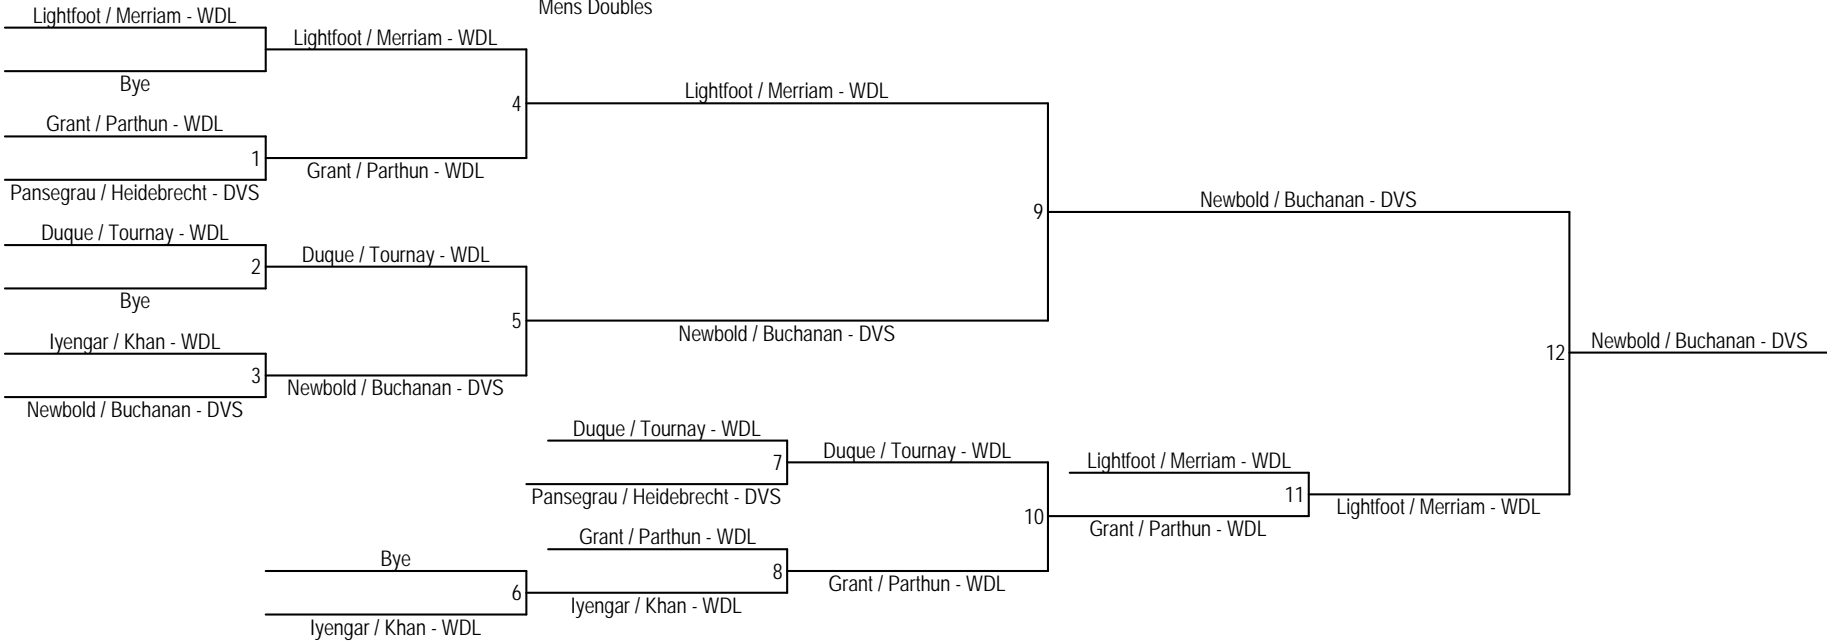 Mens Doubles
Lightfoot / Merriam - WDL
Bye
Lightfoot / Merriam - WDL
Grant / Parthun - WDL
1
Pansegrau / Heidebrecht - DVS
Grant / Parthun - WDL
4
Lightfoot / Merriam - WDL
Duque / Tournay - WDL
2
Bye
Duque / Tournay - WDL
Iyengar / Khan - WDL
3
Newbold / Buchanan - DVS
Newbold / Buchanan - DVS
5
Newbold / Buchanan - DVS
9
Newbold / Buchanan - DVS
12
Newbold / Buchanan - DVS
Duque / Tournay - WDL
7
Pansegrau / Heidebrecht - DVS
Duque / Tournay - WDL
Bye
6
Iyengar / Khan - WDL
Grant / Parthun - WDL
8
Iyengar / Khan - WDL
Grant / Parthun - WDL
10
Lightfoot / Merriam - WDL
11
Grant / Parthun - WDL
Lightfoot / Merriam - WDL